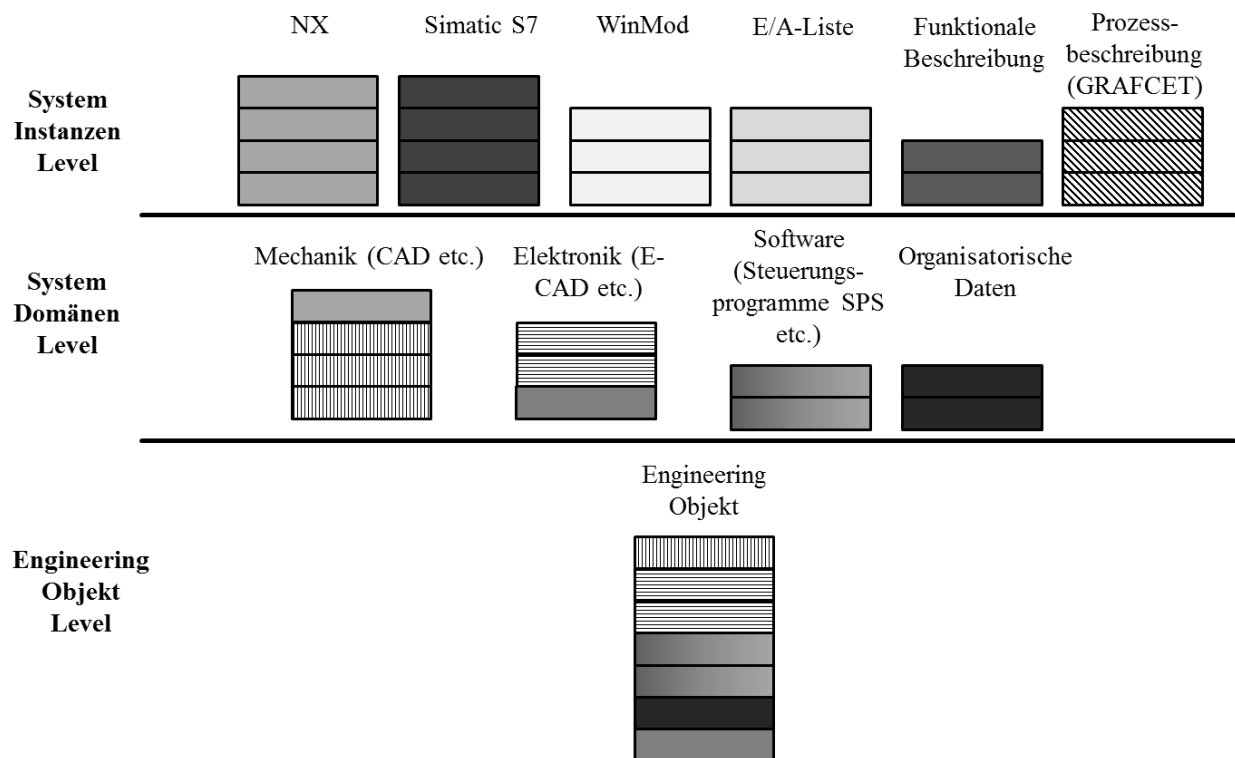 NX
Simatic S7
WinMod
E/A-Liste
Funktionale
Beschreibung
Prozess-
beschreibung
(GRAFCET)
System
Instanzen
Level
Mechanik (CAD etc.)
Elektronik (E-
CAD etc.)
Software
(Steuerungs-
programme SPS
etc.)
Organisatorische
Daten
System
Domänen
Level
Engineering
Objekt
Engineering
Objekt
Level